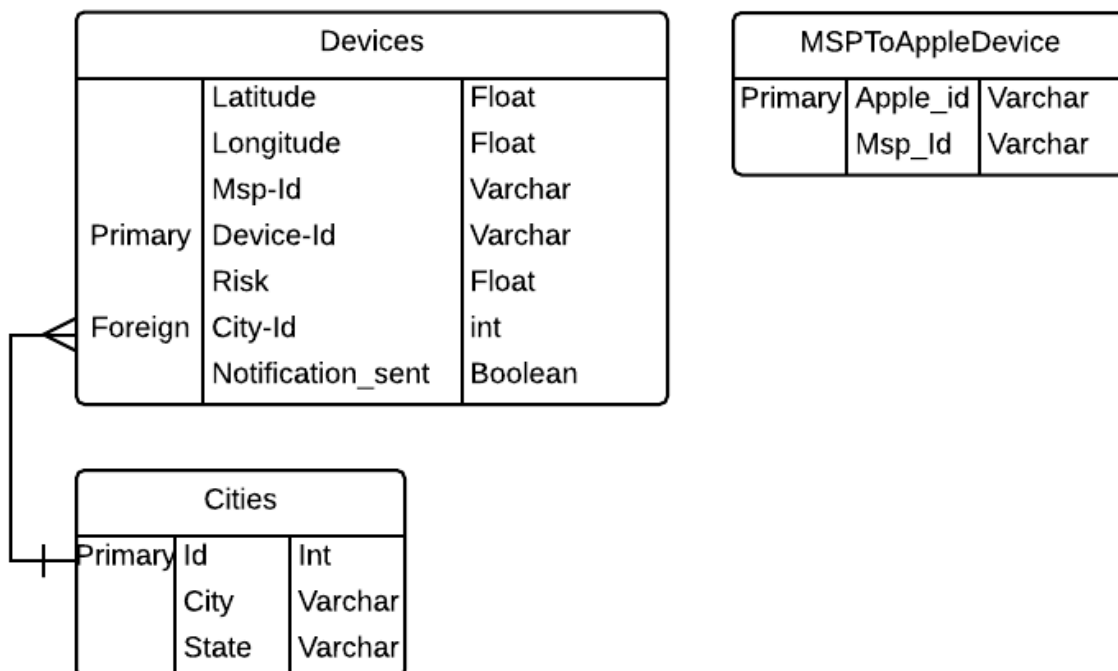 Devices
Latitude Float
Longitude Float
Msp-Id Varchar
Primary Device-Id Varchar
Risk Float
Foreign City-Id int
Notification_sent Boolean
MSPToAppleDevice
Primary Apple_id Varchar
Msp_Id Varchar
Cities
Primary Id Int
City Varchar
State Varchar